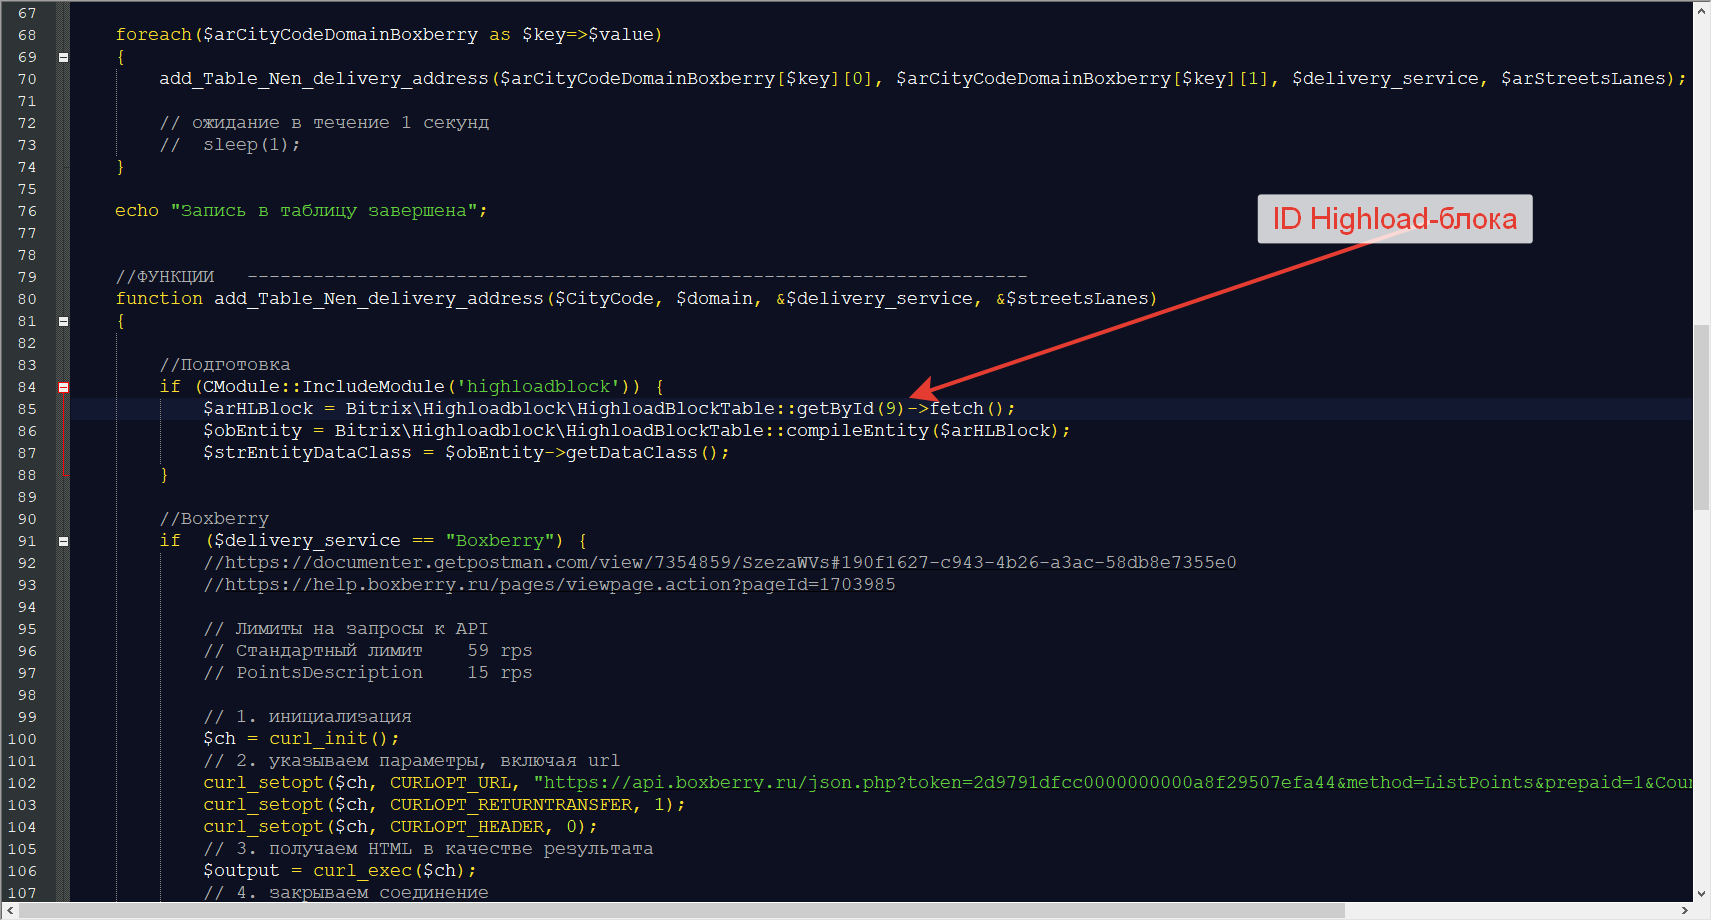 67
68 foreach($arCityCodeDomainBoxberry as $key=>$value)
69 {
70 add_Table_Nen_delivery_address($arCityCodeDomainBoxberry[$key][0], $arCityCodeDomainBoxberry[$key][1], $delivery_service, $arStreetsLanes);
71
72 // ожидание в течение 1 секунд
73 //  sleep(1);
74 }
75
76 echo "Запись в таблицу завершена";
77
ID Highload-блока
78
79 //ФУНКЦИИ   -----------------------------------------------------------------------
80 function add_Table_Nen_delivery_address($CityCode, $domain, &$delivery_service, &$streetsLanes)
81 {
82
83 //Подготовка
84 if (CModule::IncludeModule('highloadblock')) {
85 $arHLBlock = Bitrix\Highloadblock\HighloadBlockTable::getById(9)->fetch();
86 $obEntity = Bitrix\Highloadblock\HighloadBlockTable::compileEntity($arHLBlock);
87 $strEntityDataClass = $obEntity->getDataClass();
88 }
89
90 //Boxberry
91 if  ($delivery_service == "Boxberry") {
92 //https://documenter.getpostman.com/view/7354859/SzezaWVs#190f1627-c943-4b26-a3ac-58db8e7355e0
93 //https://help.boxberry.ru/pages/viewpage.action?pageId=1703985
94
95 // Лимиты на запросы к API
96 // Стандартный лимит    59 rps
97 // PointsDescription    15 rps
98
99 // 1. инициализация
100 $ch = curl_init();
101 // 2. указываем параметры, включая url
102 curl_setopt($ch, CURLOPT_URL, "https://api.boxberry.ru/json.php?token=2d9791dfcc0000000000a8f29507efa44&method=ListPoints&prepaid=1&Cou
103 curl_setopt($ch, CURLOPT_RETURNTRANSFER, 1);
104 curl_setopt($ch, CURLOPT_HEADER, 0);
105 // 3. получаем HTML в качестве результата
106 $output = curl_exec($ch);
107 // 4. закрываем соединение